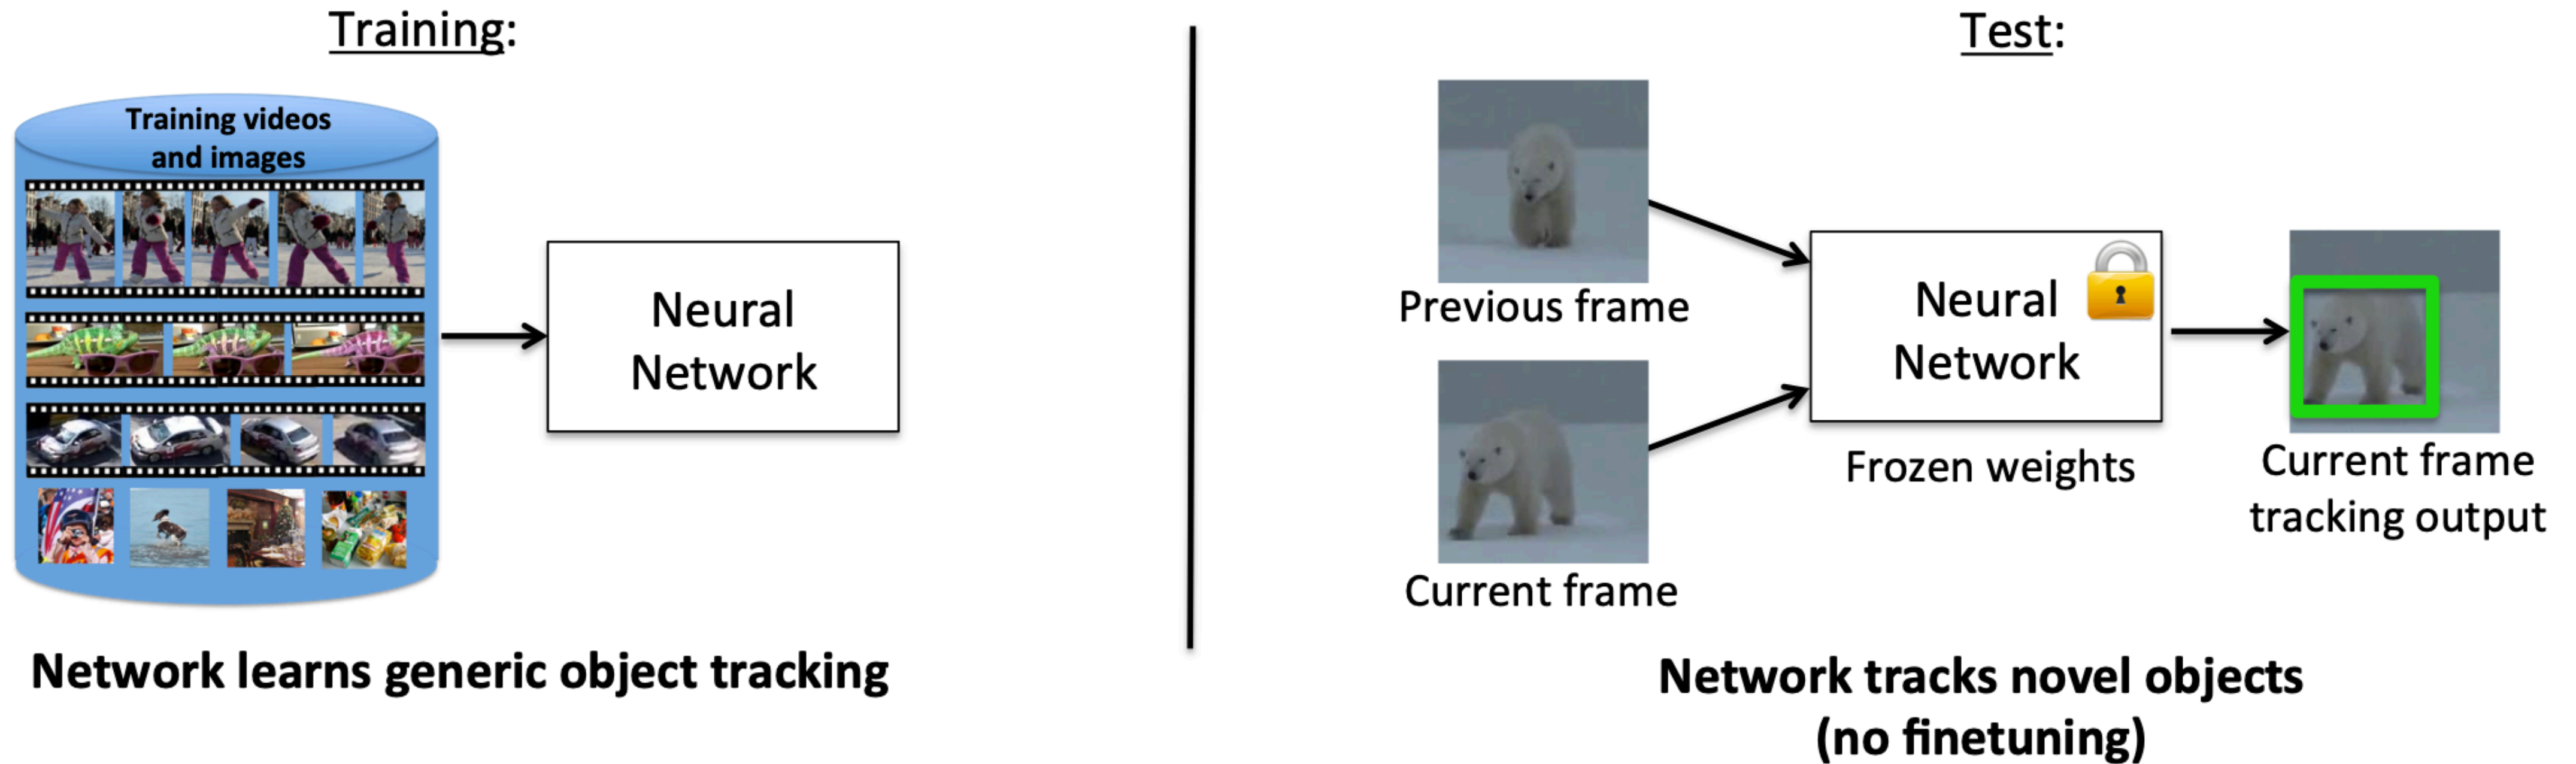 Training:
Training videos
and images
Neural
Network
Network learns generic object tracking
Test:
Previous frame
Current frame
Neural
Network
Frozen weights
Current frame
tracking output
Network tracks novel objects
(no finetuning)